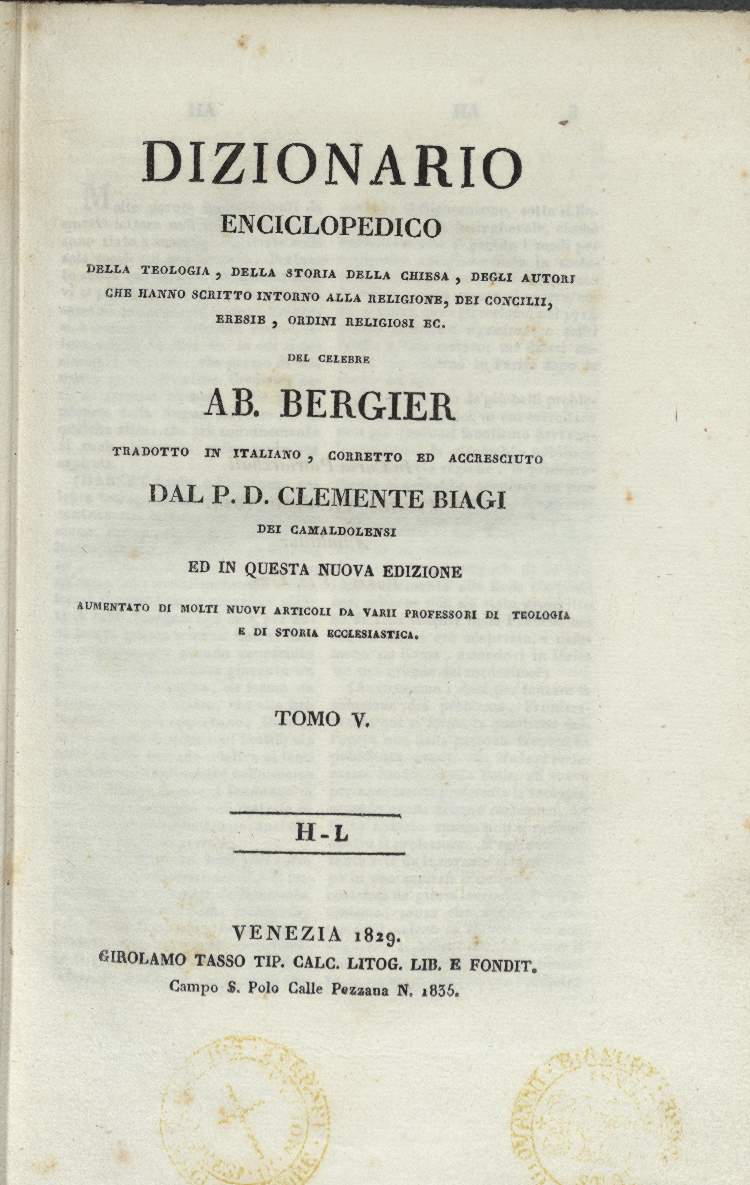 DIZIONARIO
ENCICLOPEDICO
DELLA TEOLOGIA, DELLA STORIA DELLA CHIESA, DEGLI AUTORI
CHE HANNO SCRITTO INTORNO ALLA RELIGIONE, DEI CONCILII,
ERESIE, ORDINI RELIGIOSI EC.
DEL CELEBRE
AB. BERGIER
TRADOTTO IN ITALIANO, CORRETTO ED ACCRESCIUTO
DAL P. D. CLEMENTE BIAGI
DEI CAMALDOLENSI
ED IN QUESTA NUOVA EDIZIONE
AUMENTATO DI MOLTI NUOVI ARTICOLI DA VARII PROFESSORI DI TEOLOGIA
E DI STORIA ECCLESIASTICA.
TOMO V.
H-L
VENEZIA 1829.
GIROLAMO TASSO TIP. CALC. LITOG. LIB. E FONDIT.
Campo S. Polo Calle Pezzana N. 1835.